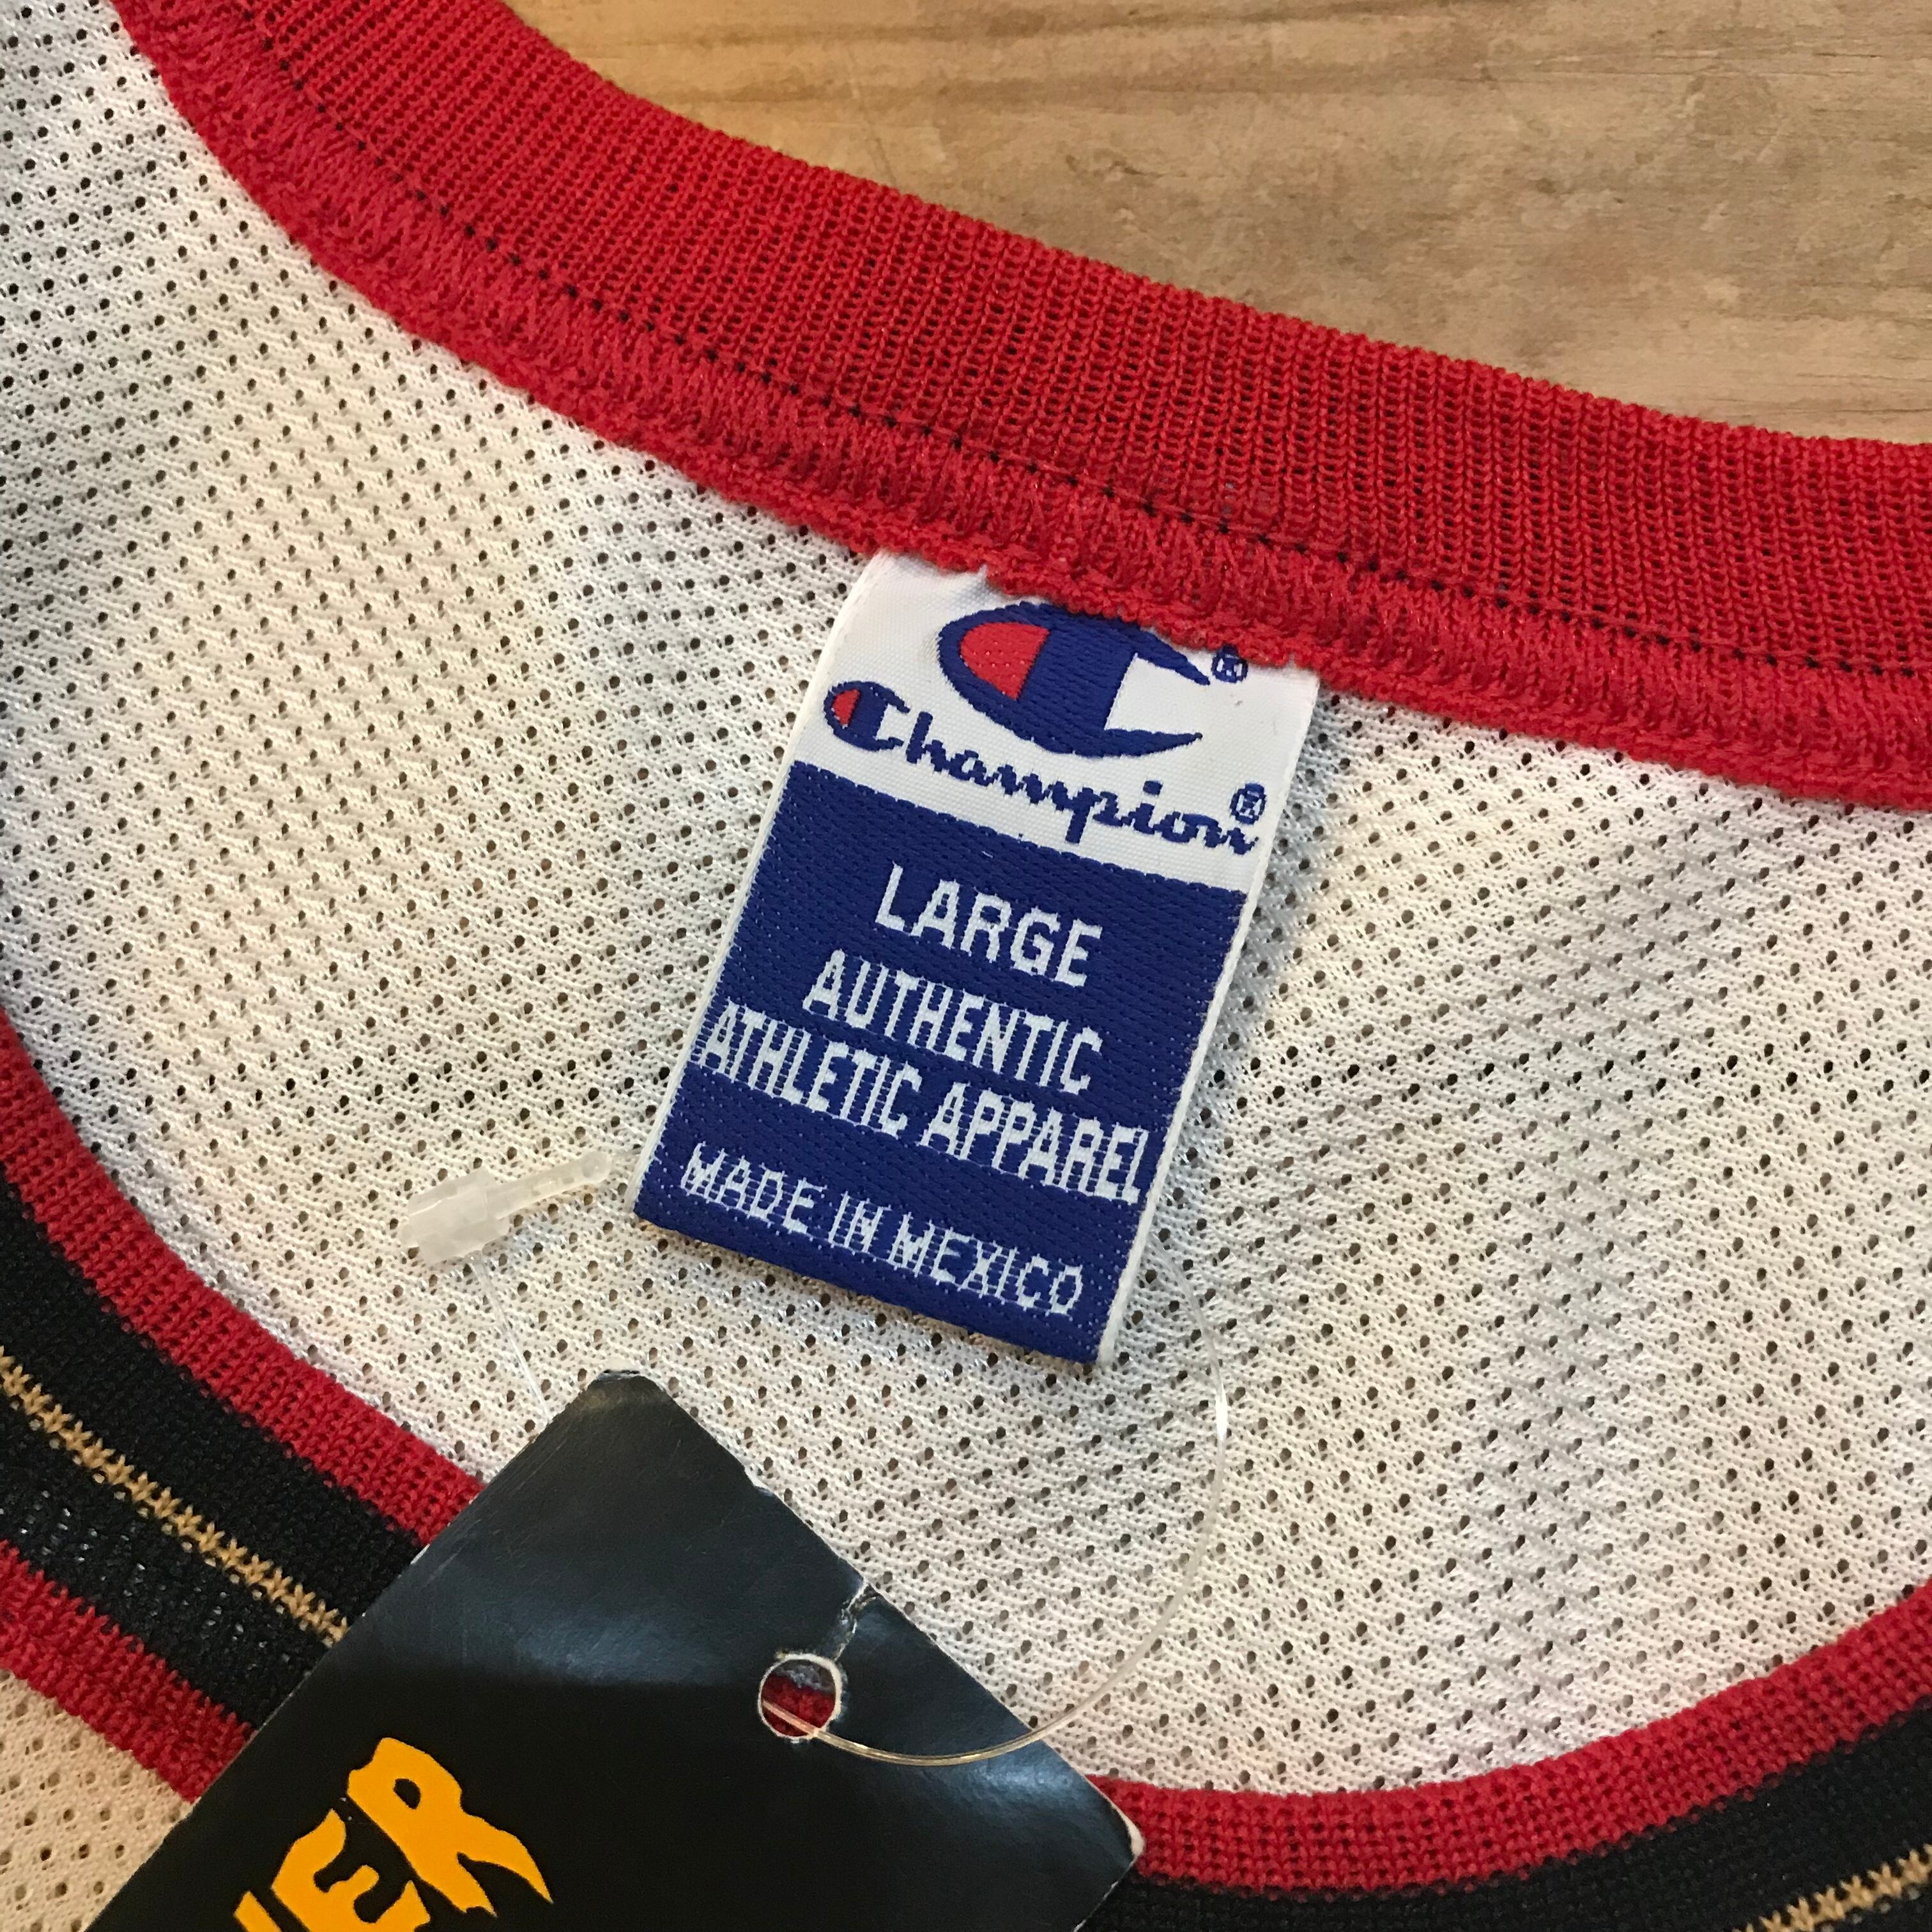 Champion®
LARGE
AUTHENTIC
ATHLETIC APPAREL
MADE IN MEXICO